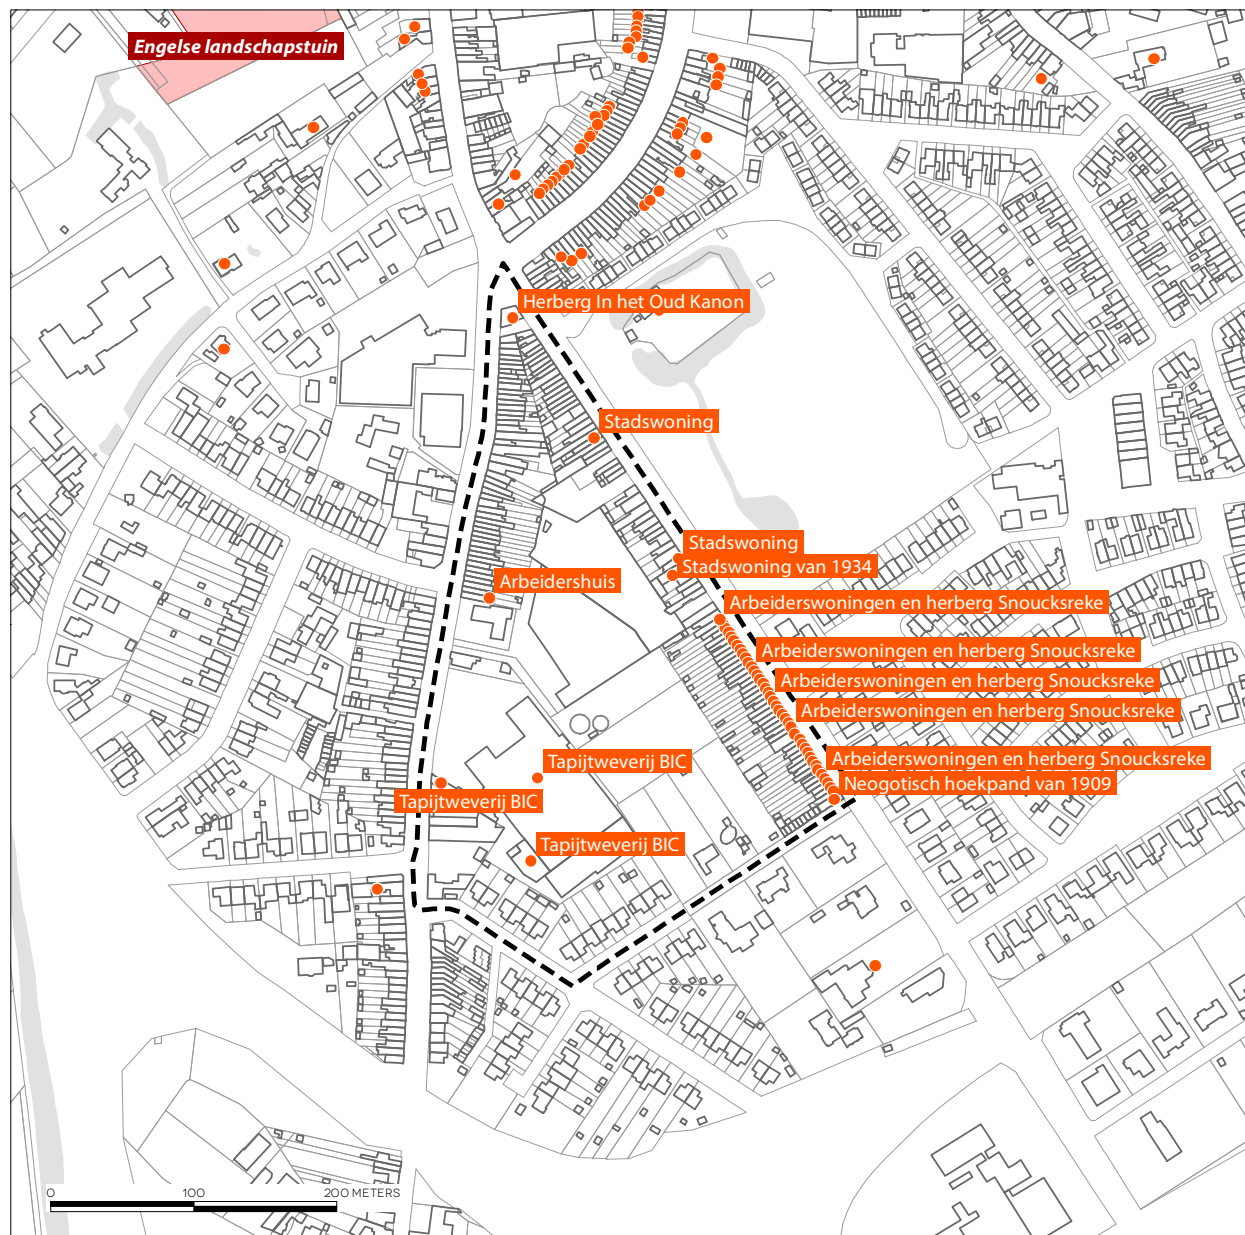 Engelse landschapstuin
Herberg In het Oud Kanon
Stadswoning
Stadswoning
Stadswoning van 1934
Arbeidershuis
Arbeiderswoningen en herberg Snoucksreke
Arbeiderswoningen en herberg Snoucksreke
Arbeiderswoningen en herberg Snoucksreke
Arbeiderswoningen en herberg Snoucksreke
Arbeiderswoningen en herberg Snoucksreke
Tapijtweverij BIC
Neogotisch hoekpand van 1909
Tapijtweverij BIC
Tapijtweverij BIC
0 100 200 METERS